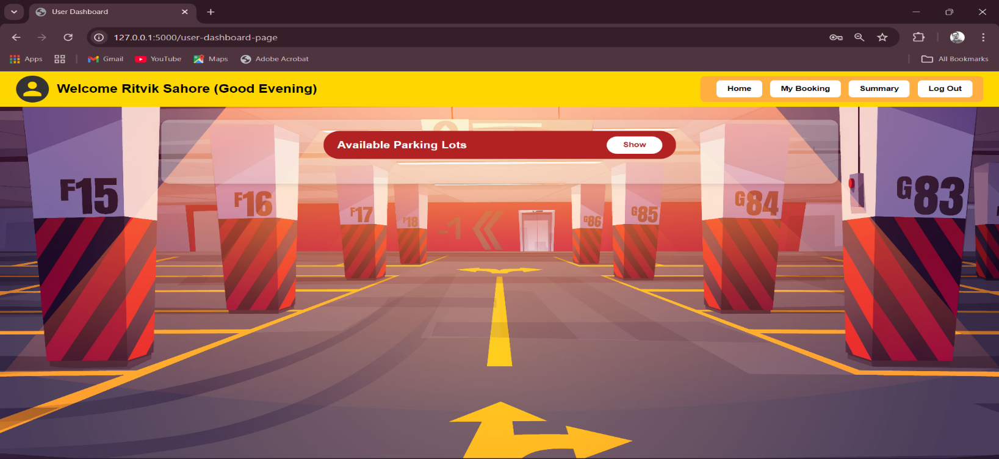 User Dashboard
127.0.0.1:5000/user-dashboard-page
Apps Gmail YouTube Maps Adobe Acrobat All Bookmarks
Welcome Ritvik Sahore (Good Evening) Home My Booking Summary Log Out
Available Parking Lots Show
F15 F16 F17 F18 -1 G86 G85 G84 G83